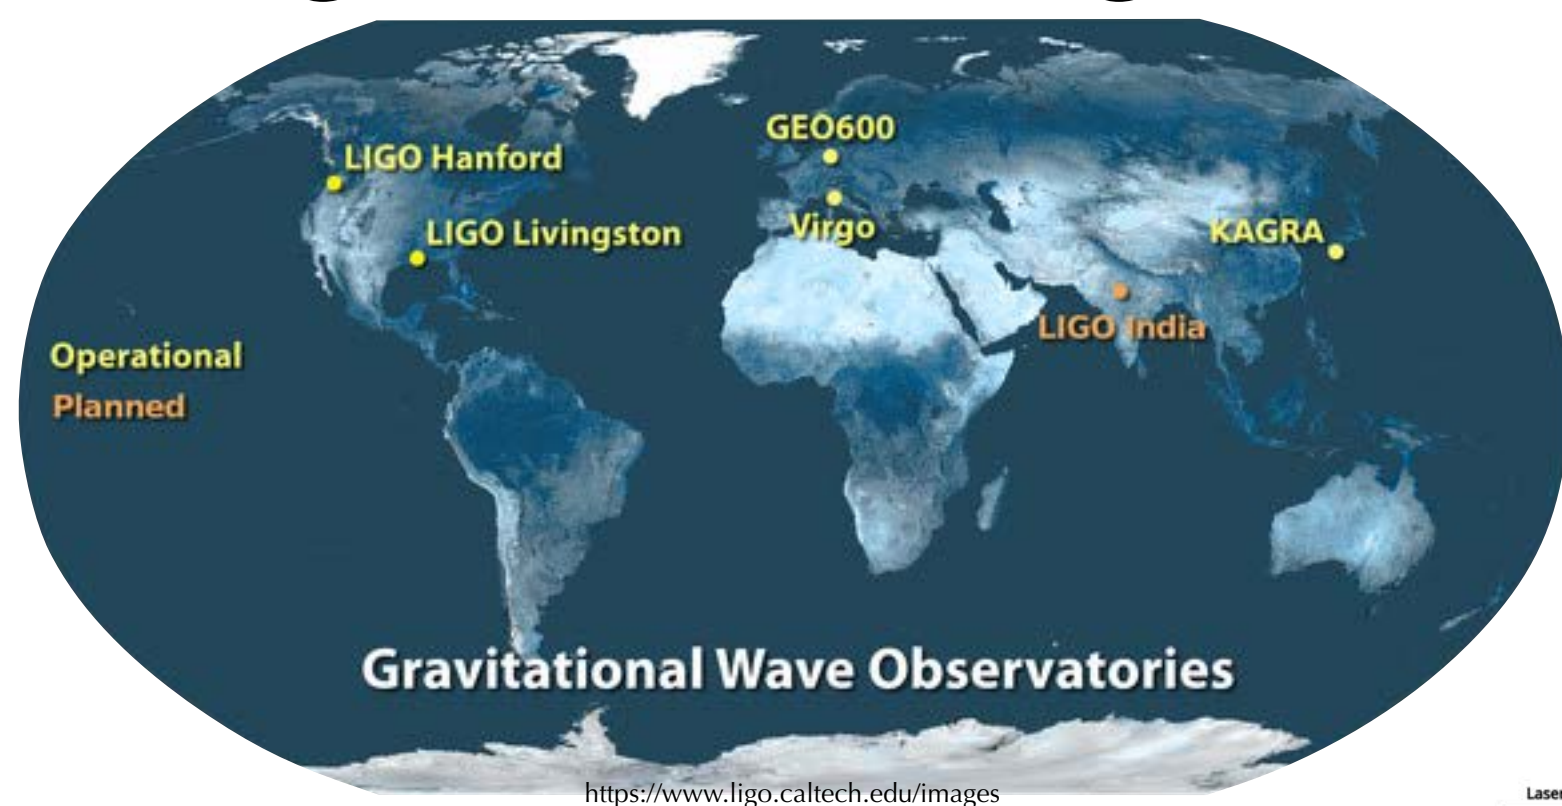 GEO600
LIGO Hanford
Virgo
LIGO Livingston
KAGRA
LIGO India
Operational
Planned
Gravitational Wave Observatories
https://www.ligo.caltech.edu/images
Laser